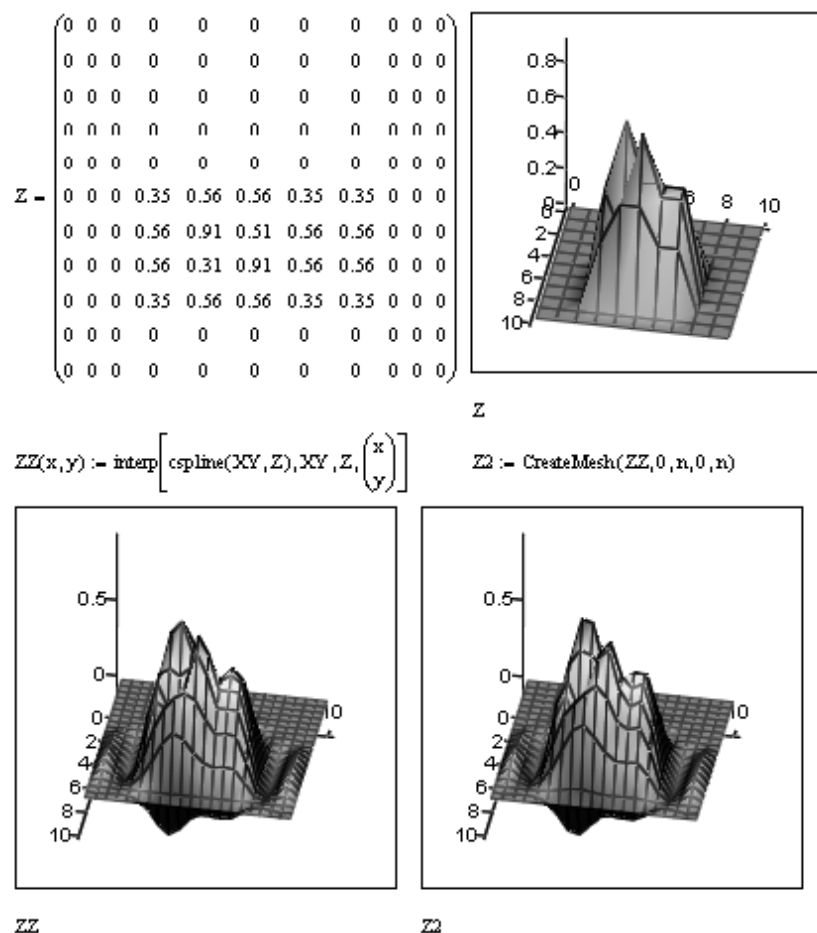 0 0 0 0 0 0 0 0 0 0 0
0 0 0 0 0 0 0 0 0 0 0
0 0 0 0 0 0 0 0 0 0 0
0 0 0 0 0 0 0 0 0 0 0
0 0 0 0 0 0 0 0 0 0 0
Z = 0 0 0 0.35 0.56 0.56 0.35 0.35 0 0 0
0 0 0 0.56 0.91 0.51 0.56 0.56 0 0 0
0 0 0 0.56 0.31 0.91 0.56 0.56 0 0 0
0 0 0 0.35 0.56 0.56 0.35 0.35 0 0 0
0 0 0 0 0 0 0 0 0 0 0
0 0 0 0 0 0 0 0 0 0 0
0.8
0.6
0.4
0.2
0
6 8 10
0
2
4
6
8
10
Z
ZZ(x,y) := interp[cspline(XY,Z),XY,Z,(x y)]
Z2 := CreateMesh(ZZ,0,n,0,n)
0.5
0
0
2
4
6
8
10
0
ZZ
0.5
0
0
2
4
6
8
10
0
Z2